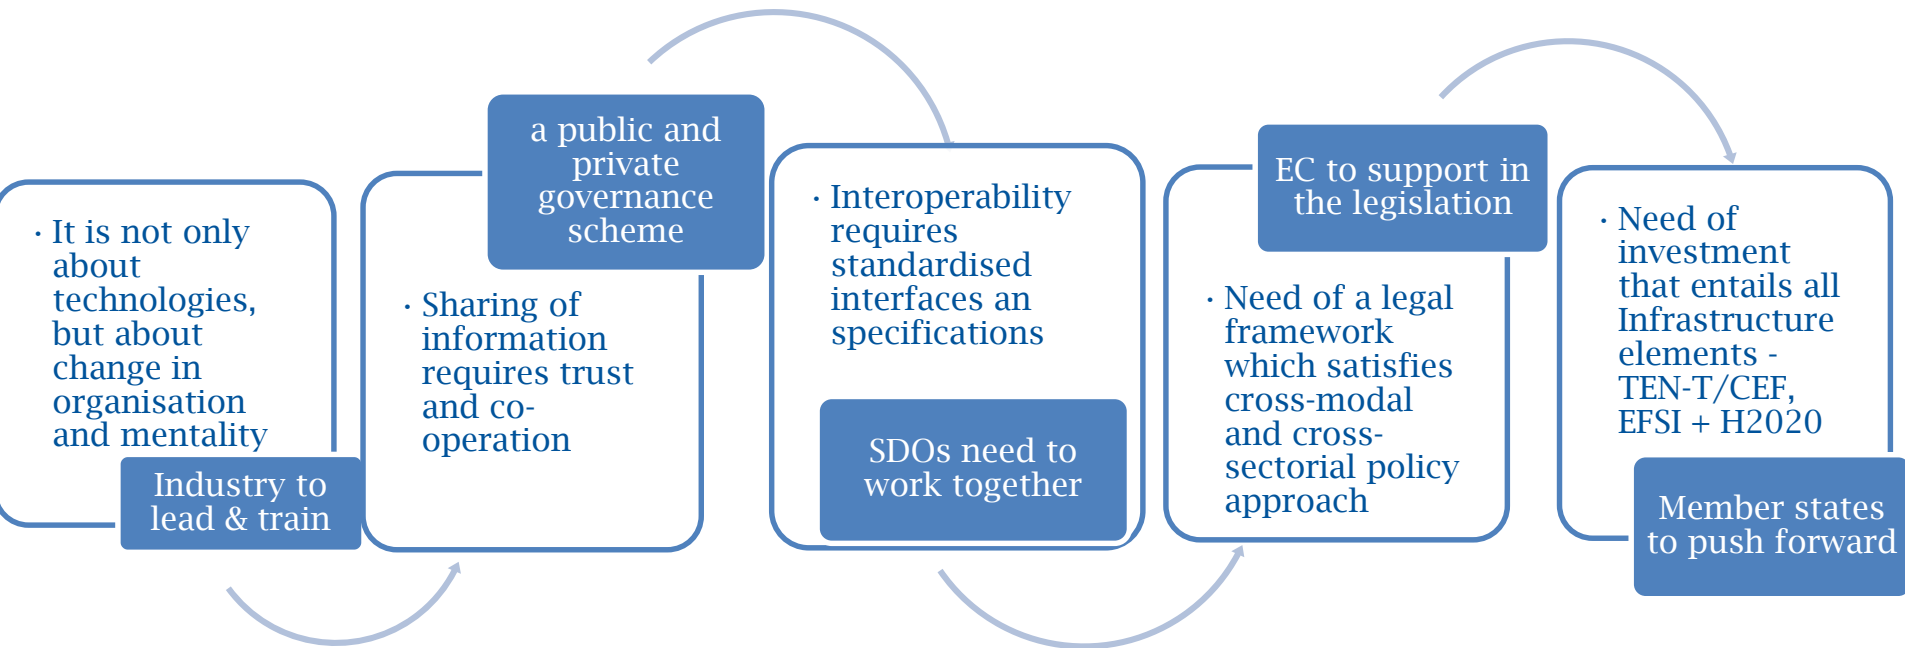 · It is not only
about
technologies,
but about
change in
organisation
and mentality
Industry to
lead & train
a public and
private
governance
scheme
· Sharing of
information
requires trust
and co-
operation
· Interoperability
requires
standardised
interfaces an
specifications
SDOs need to
work together
EC to support in
the legislation
· Need of a legal
framework
which satisfies
cross-modal
and cross-
sectorial policy
approach
· Need of
investment
that entails all
Infrastructure
elements -
TEN-T/CEF,
EFSI + H2020
Member states
to push forward